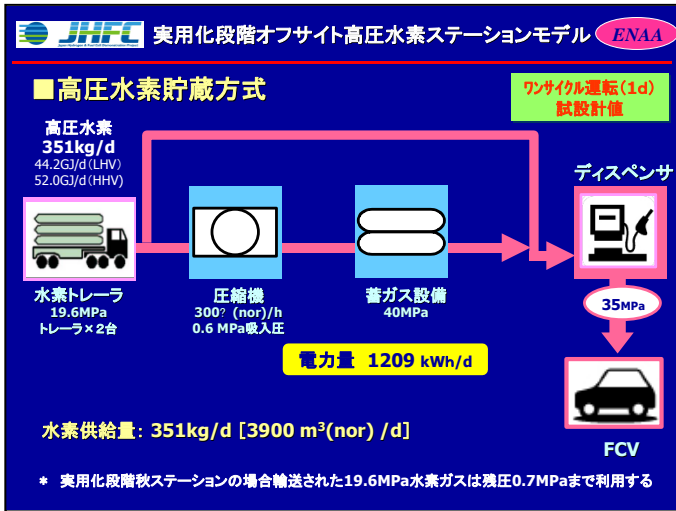 JHFC 実用化段階オフサイト高圧水素ステーションモデル ENAA
■高圧水素貯蔵方式
ワンサイクル運転(1d)
試設計値
高圧水素
351kg/d
44.2GJ/d(LHV)
52.0GJ/d(HHV)
ディスペンサ
水素トレーラ
19.6MPa
トレーラ×2台
圧縮機
300? (nor)/h
0.6 MPa吸入圧
蓄ガス設備
40MPa
35MPa
電力量 1209 kWh/d
水素供給量: 351kg/d [3900 m³(nor) /d]
FCV
* 実用化段階秋ステーションの場合輸送された19.6MPa水素ガスは残圧0.7MPaまで利用する